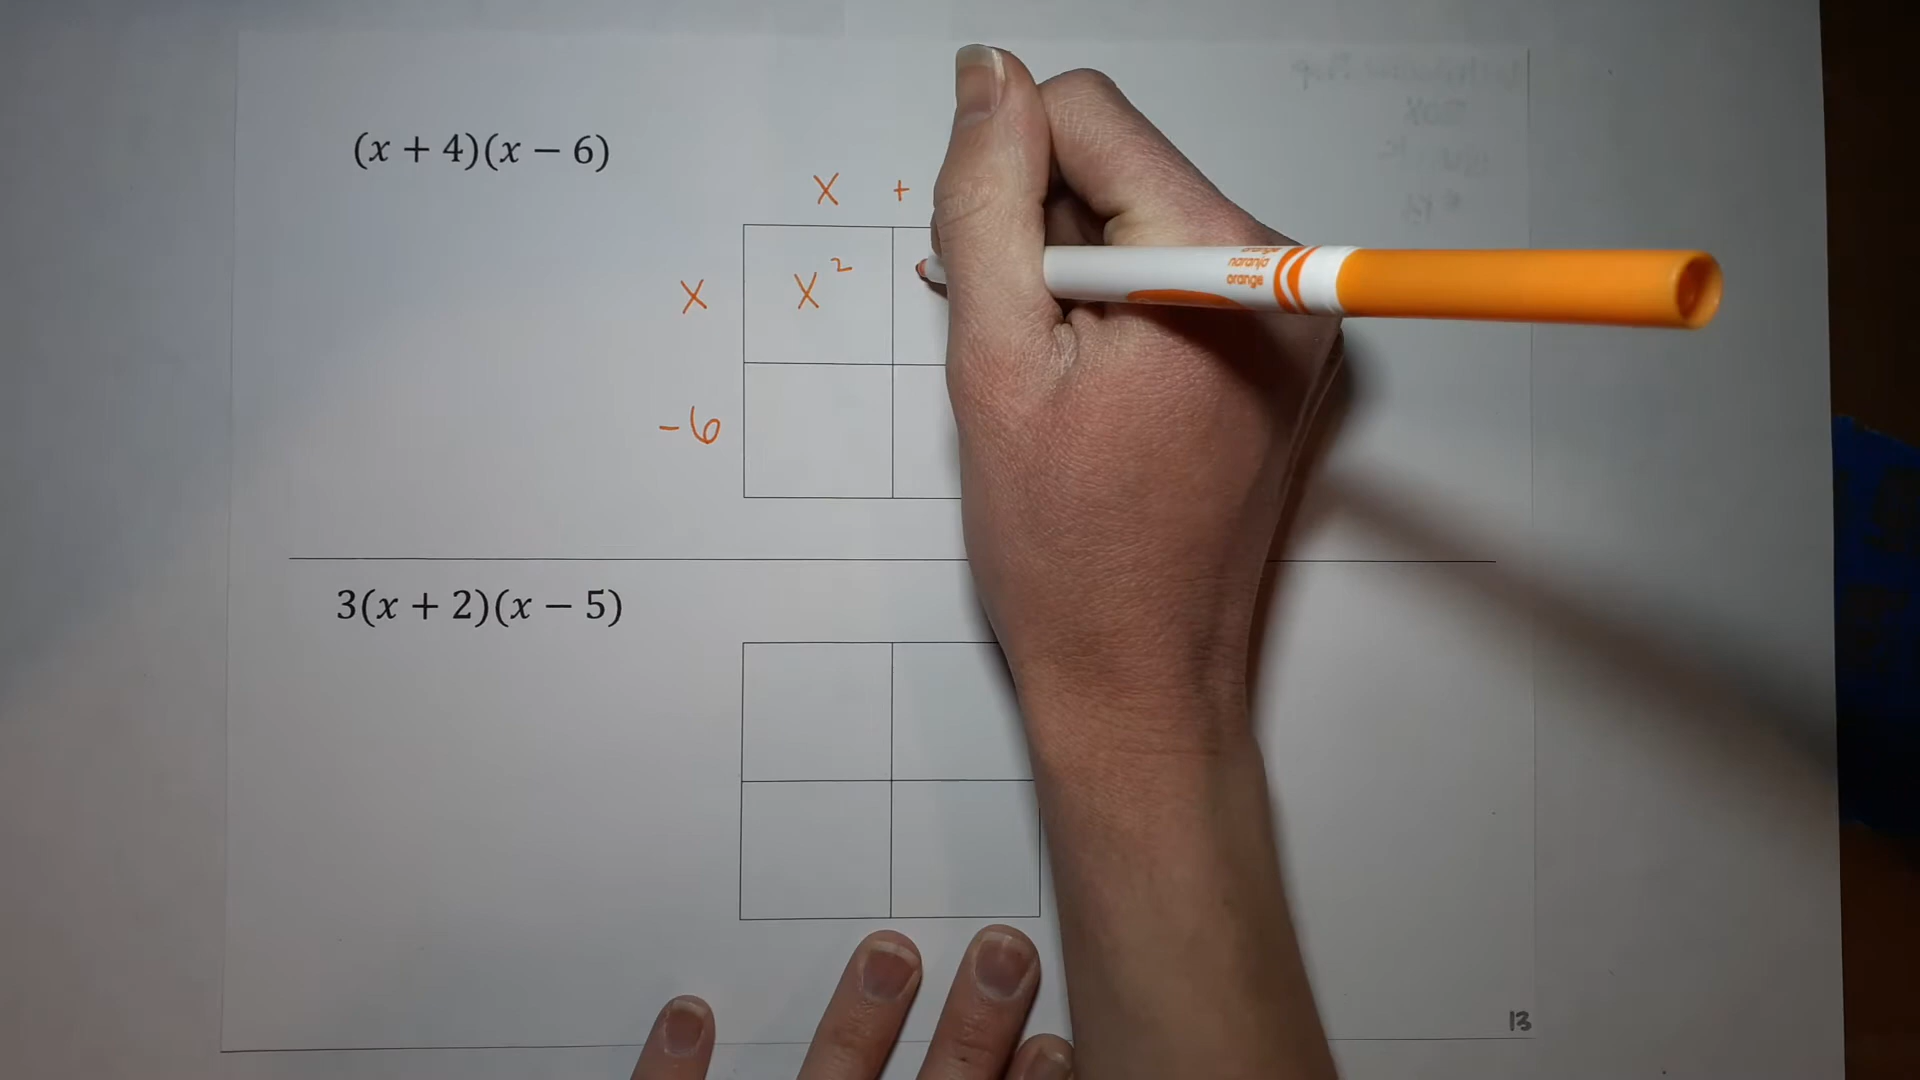 (x + 4)(x − 6)
x +
x x²
-6
naranja
orange
3(x + 2)(x − 5)
13